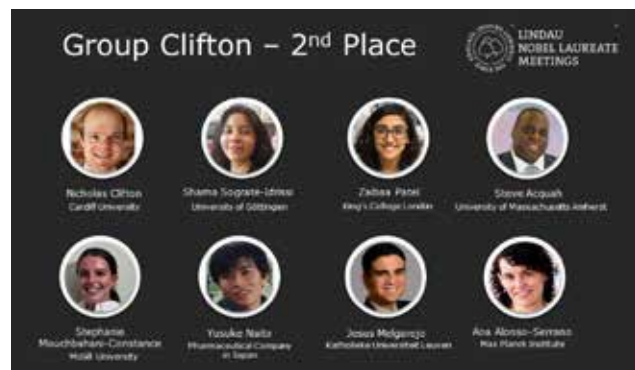 Group Clifton – 2nd Place
LINDAU
NOBEL LAUREATE
MEETINGS
Nicholas Clifton
Cardiff University
Shama Sograte-Idrissi
University of Göttingen
Patel
King's College London
Steve Acquah
University of Massachusetts Amherst
Stephanie
Mouchbahani-Constance
McGill University
Yusuke Naito
Pharmaceutical Company
in Japan
Jesus Melgarejo
Katholieke Universiteit Leuven
Ana Alonso-Serrano
Max Planck Institute